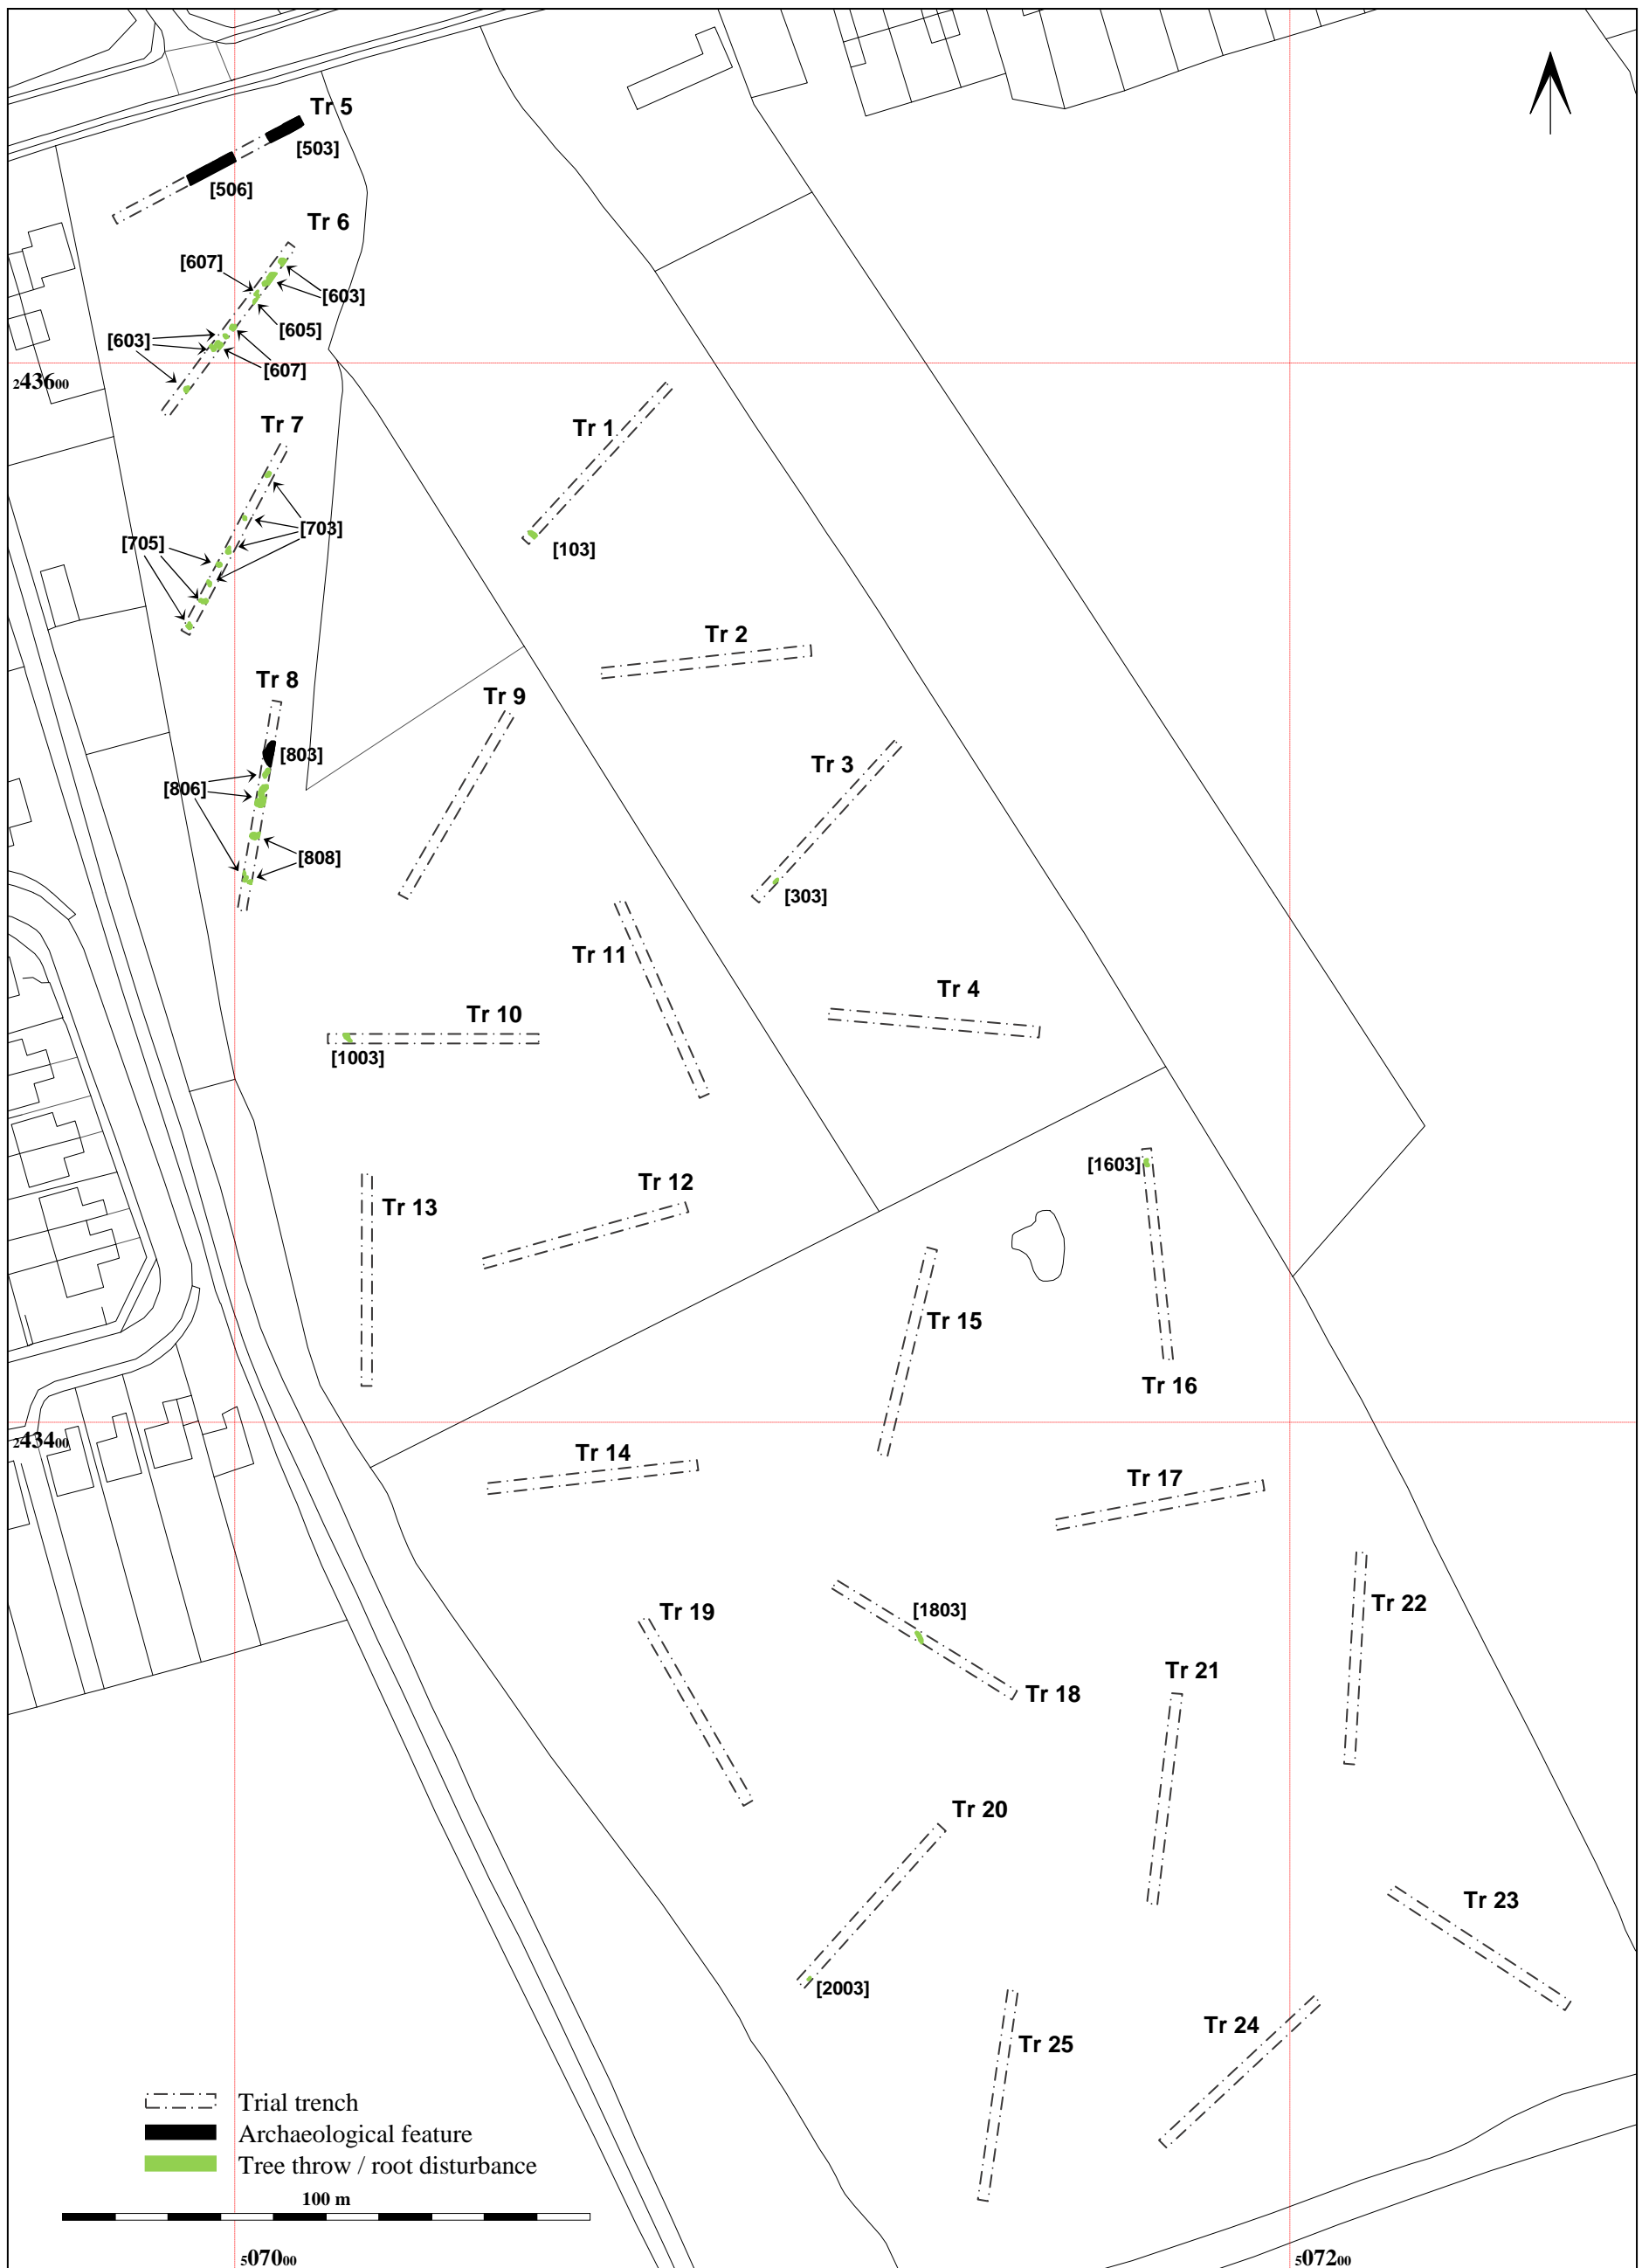 Tr 5
[503]
[506]
Tr 6
[607]
[603]
[605]
[603]
[607]
243600
Tr 7
Tr 1
[703]
[705]
[103]
Tr 2
Tr 8
Tr 9
[803]
Tr 3
[806]
[808]
[303]
Tr 11
Tr 4
Tr 10
[1003]
[1603]
Tr 12
Tr 13
Tr 15
Tr 16
243400
Tr 14
Tr 17
Tr 22
[1803]
Tr 19
Tr 21
Tr 18
Tr 20
Tr 23
[2003]
Tr 24
Tr 25
Trial trench
Archaeological feature
Tree throw / root disturbance
100 m
507000
507200